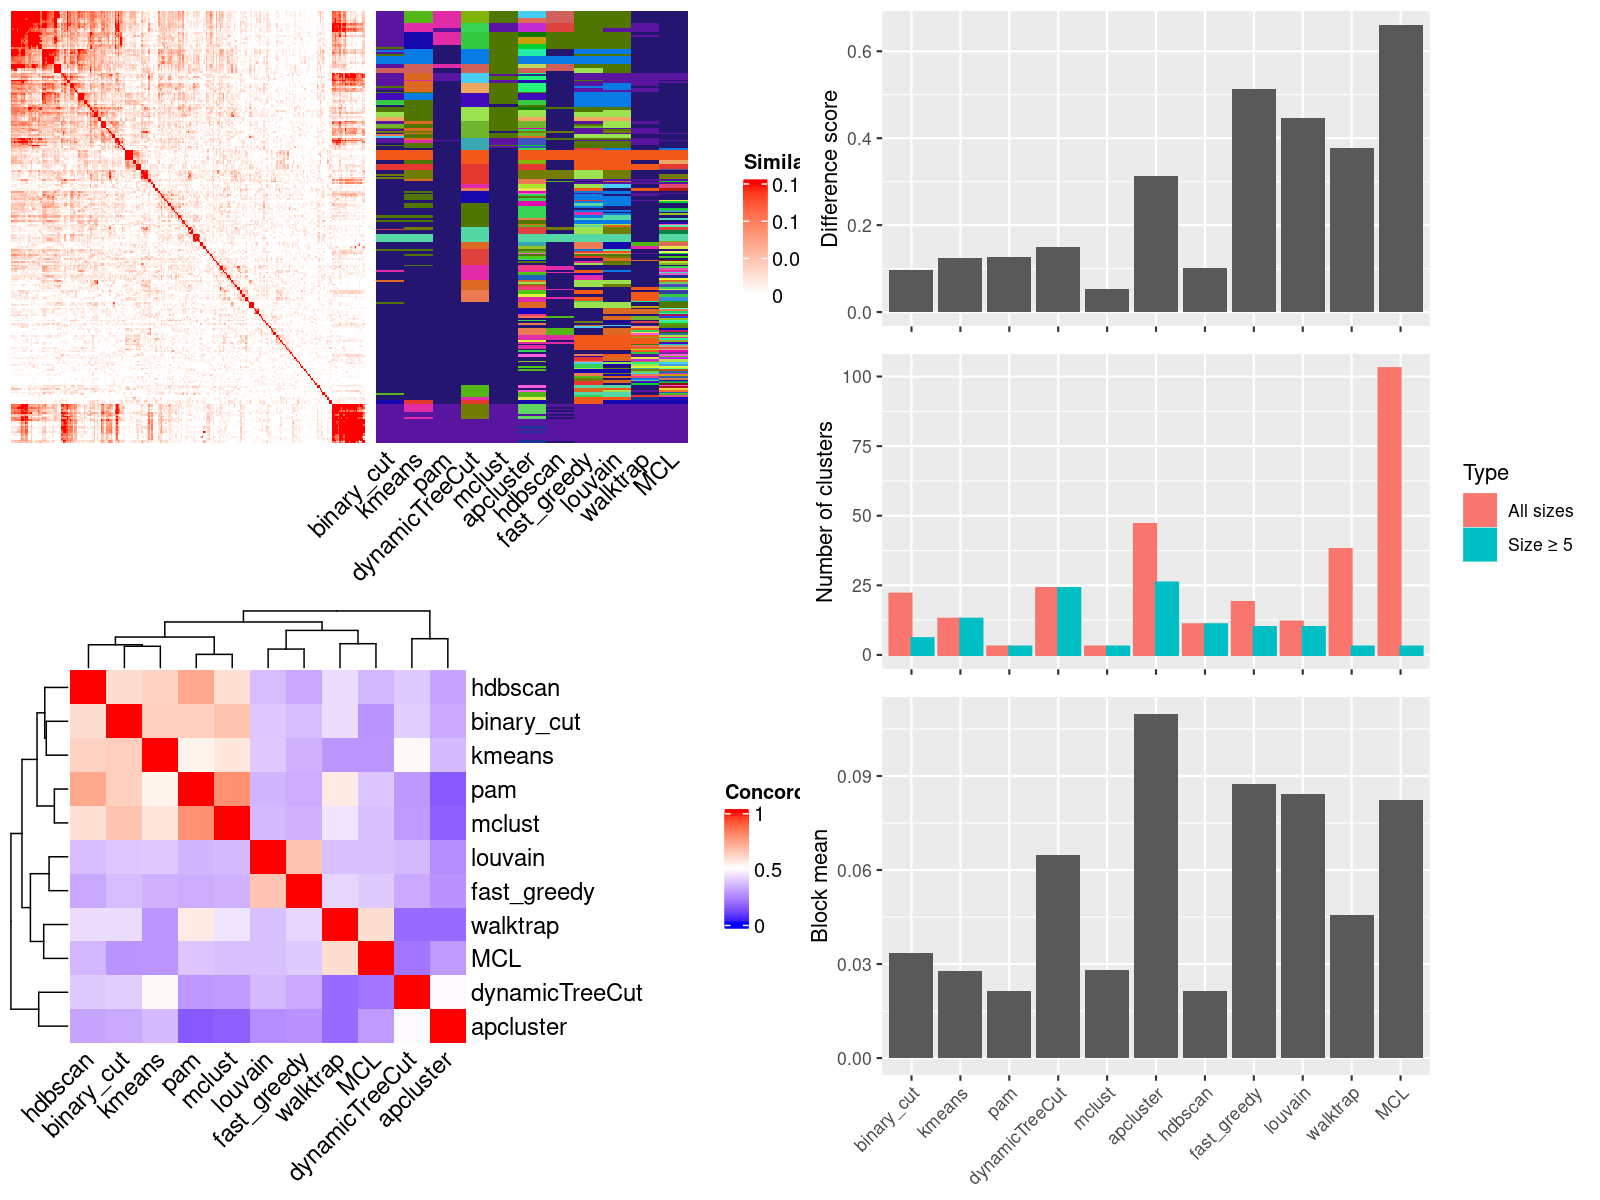 Simila
0.1
0.1
0.0
0
binary_cut
kmeans
pam
dynamicTreeCut
mclust
apcluster
hdbscan
fast_greedy
louvain
walktrap
MCL
hdbscan
binary_cut
kmeans
pam
mclust
louvain
fast_greedy
walktrap
MCL
dynamicTreeCut
apcluster
Concord
1
0.5
0
hdbscan
binary_cut
kmeans
pam
mclust
louvain
fast_greedy
walktrap
MCL
dynamicTreeCut
apcluster
Difference score
0.6
0.4
0.2
0.0
Number of clusters
100
75
50
25
0
Type
All sizes
Size ≥ 5
Block mean
0.09
0.06
0.03
0.00
binary_cut
kmeans
pam
dynamicTreeCut
mclust
apcluster
hdbscan
fast_greedy
louvain
walktrap
MCL